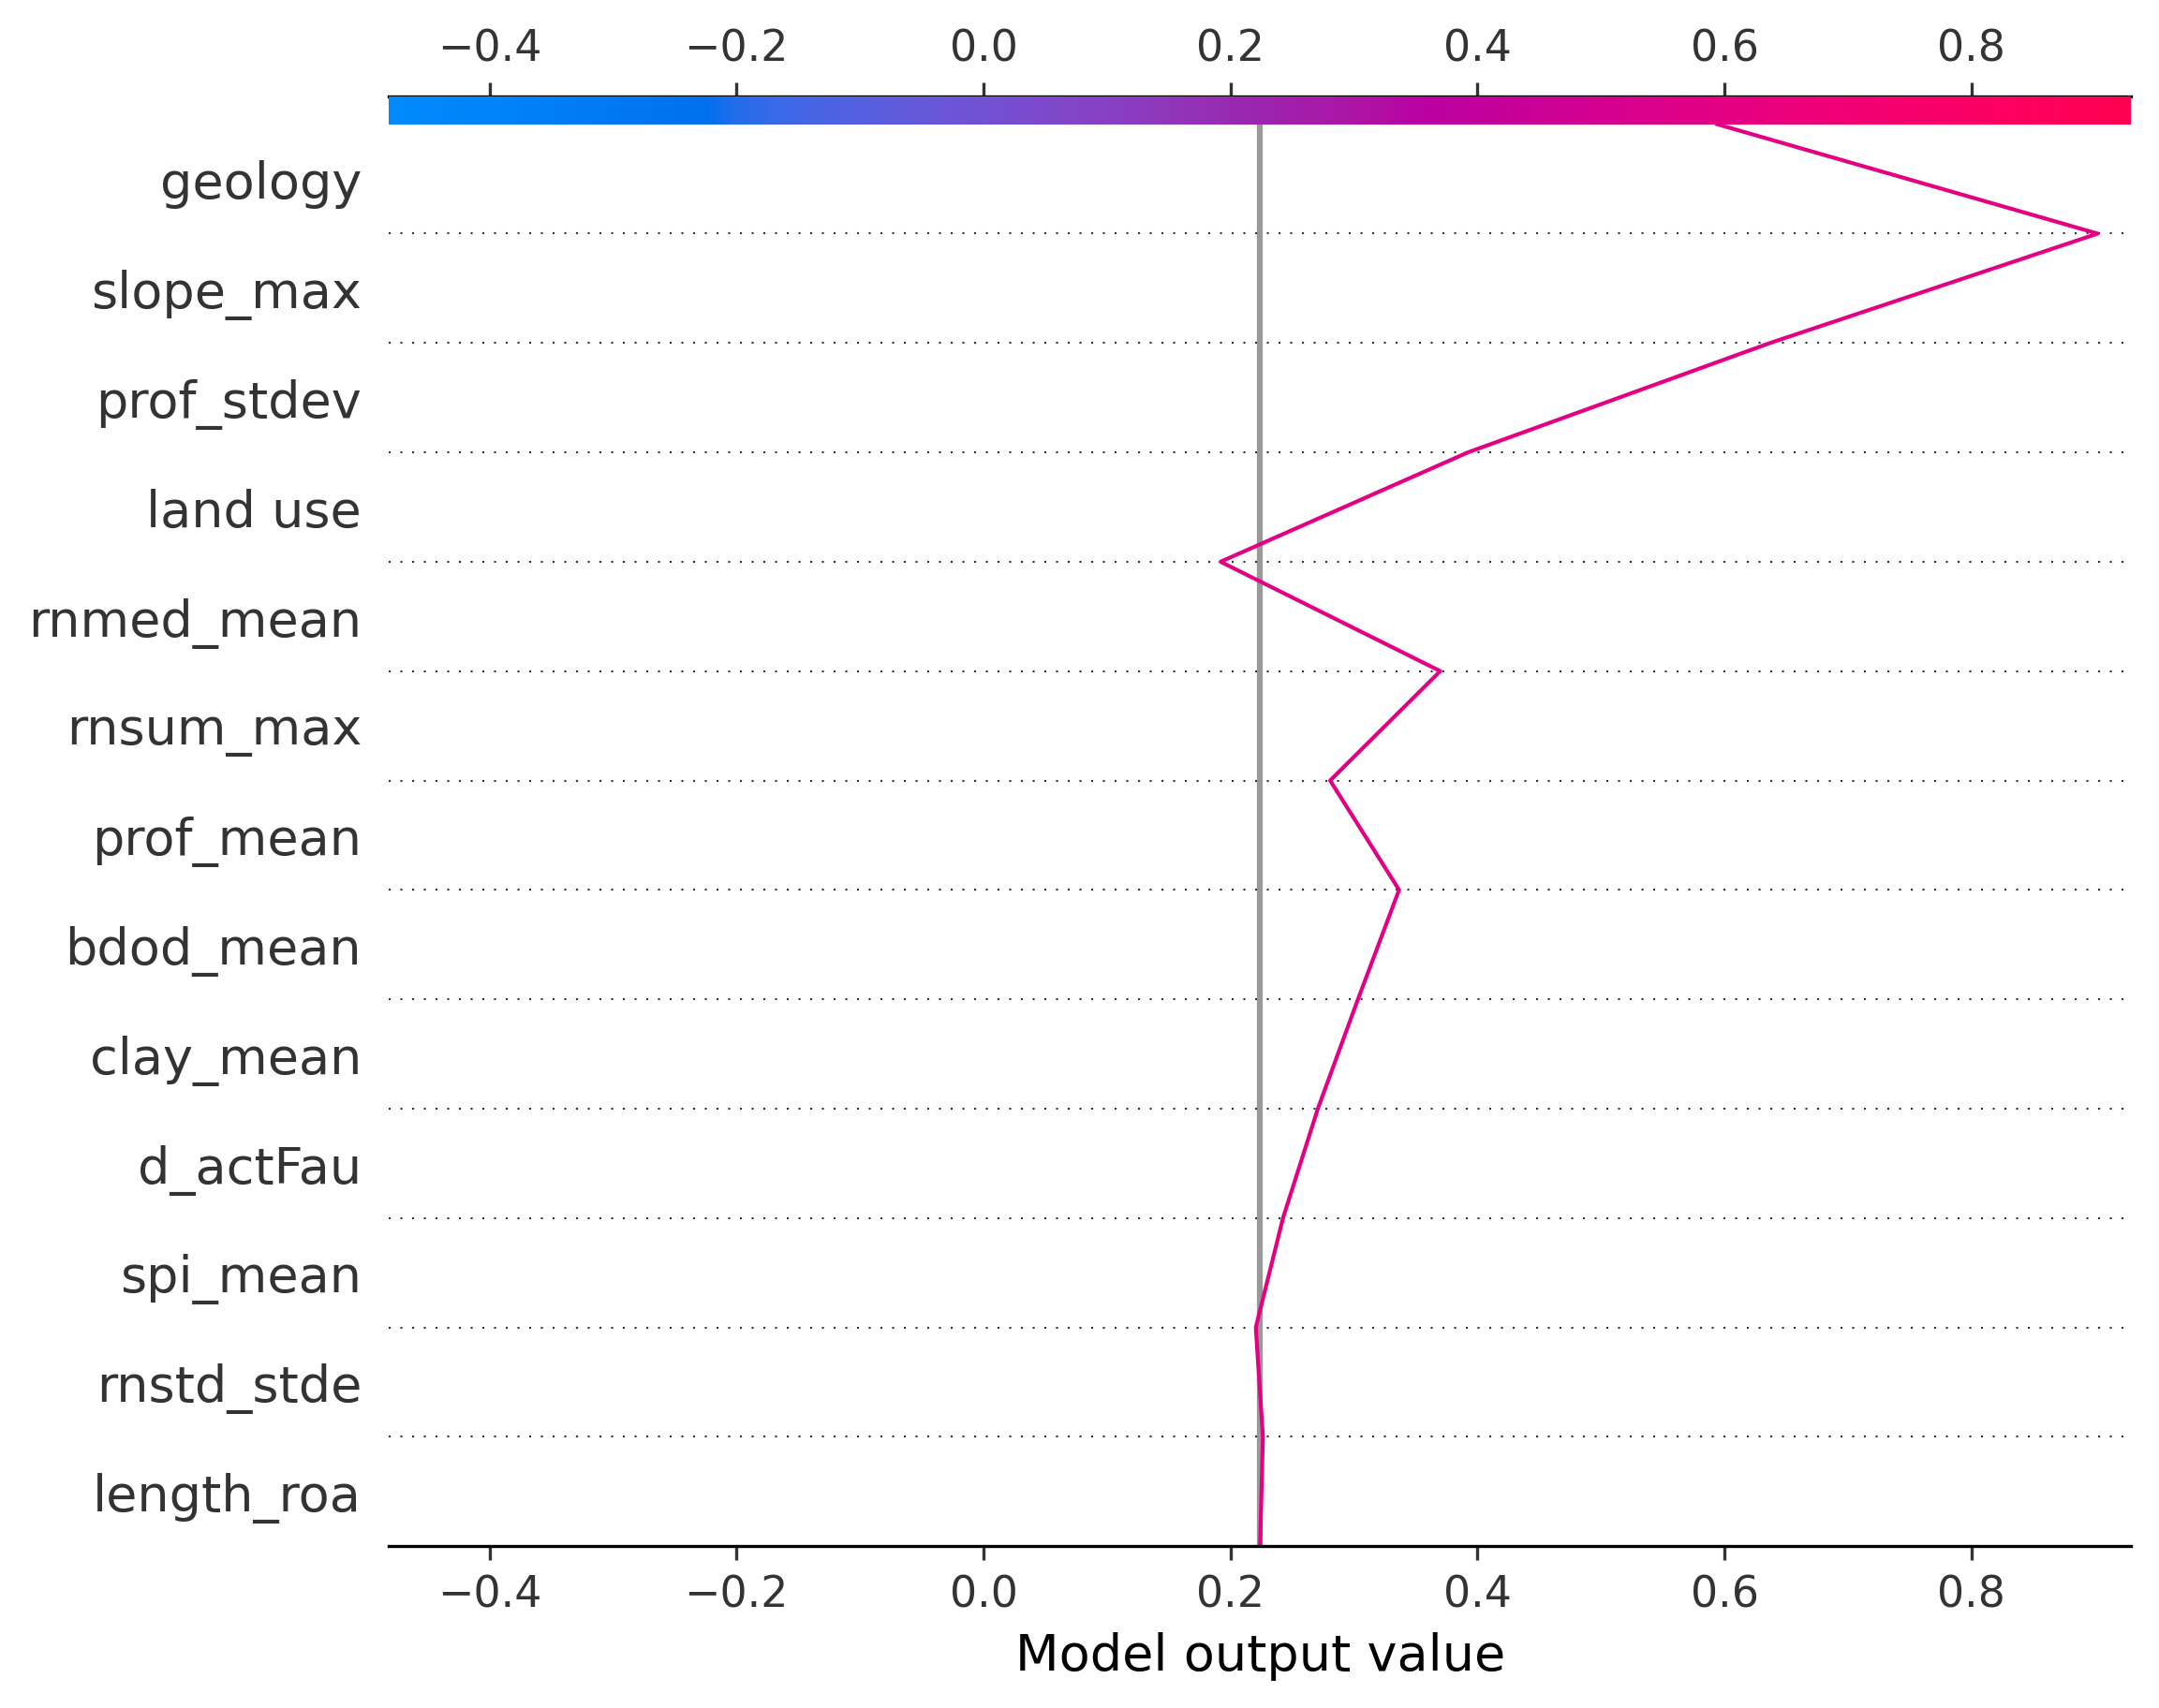 −0.4 −0.2 0.0 0.2 0.4 0.6 0.8
geology
slope_max
prof_stdev
land use
rnmed_mean
rnsum_max
prof_mean
bdod_mean
clay_mean
d_actFau
spi_mean
rnstd_stde
length_roa
−0.4 −0.2 0.0 0.2 0.4 0.6 0.8
Model output value